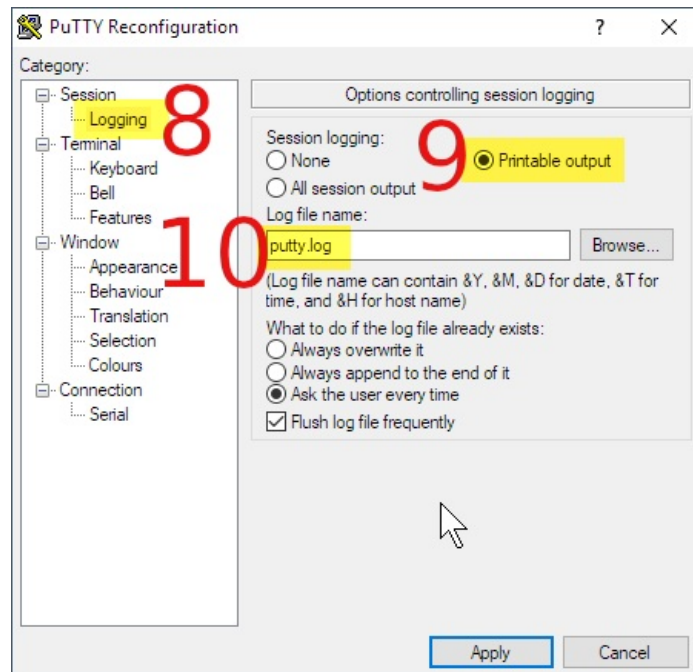 PuTTY Reconfiguration
?
Category:
Session
Logging
8
Terminal
Keyboard
Bell
Features
Window
10
Appearance
Behaviour
Translation
Selection
Colours
Connection
Serial
Options controlling session logging
Session logging:
None
9
Printable output
All session output
Log file name:
putty.log
Browse...
(Log file name can contain &Y, &M, &D for date, &T for
time, and &H for host name)
What to do if the log file already exists:
Always overwrite it
Always append to the end of it
Ask the user every time
Flush log file frequently
Apply
Cancel